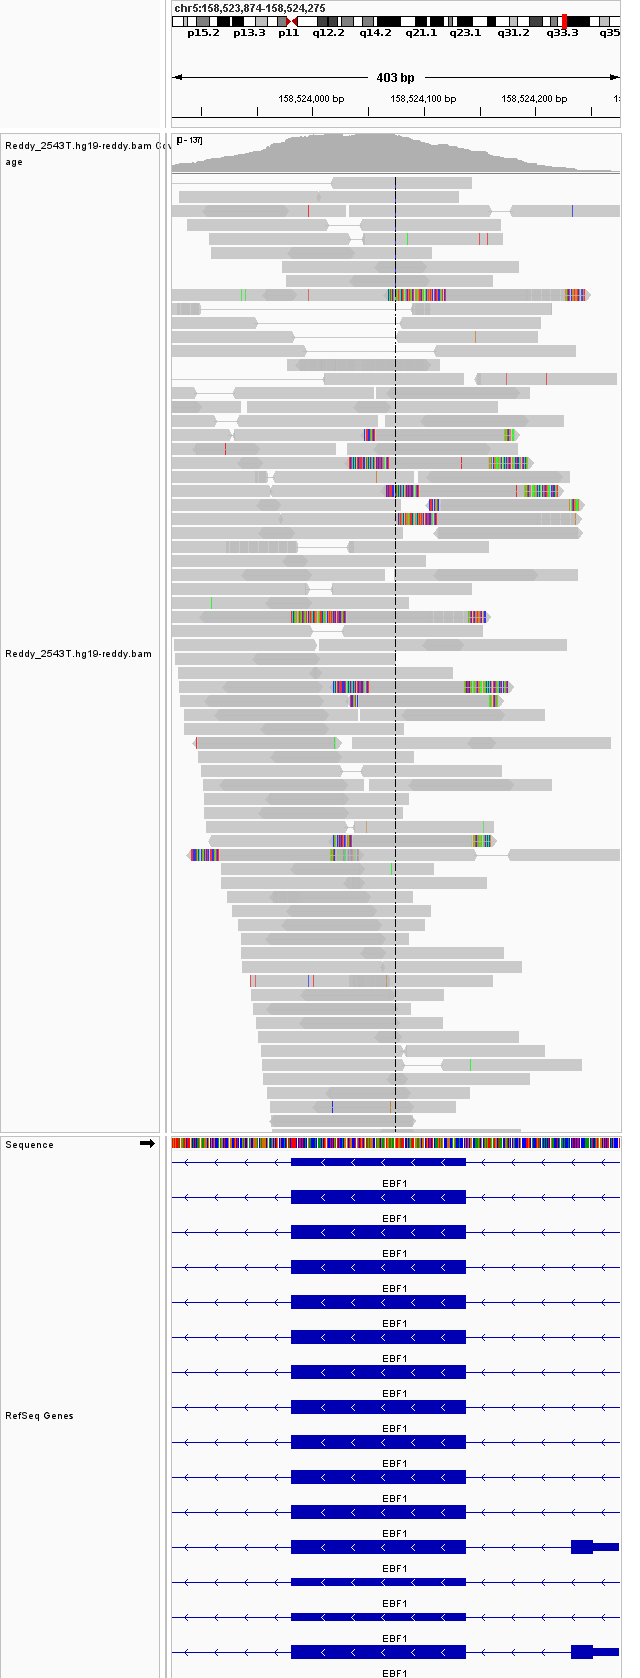 chr5:158,523,874-158,524,275
p15.2 p13.3 p11 q12.2 q14.2 q21.1 q23.1 q31.2 q33.3 q35
403 bp
158,524,000 bp 158,524,100 bp 158,524,200 bp 1:
Reddy_2543T.hg19-reddy.bam Cov
age
[0 - 137]
Reddy_2543T.hg19-reddy.bam
Sequence
EBF1
EBF1
EBF1
EBF1
EBF1
EBF1
EBF1
RefSeq Genes
EBF1
EBF1
EBF1
EBF1
EBF1
EBF1
EBF1
EBF1